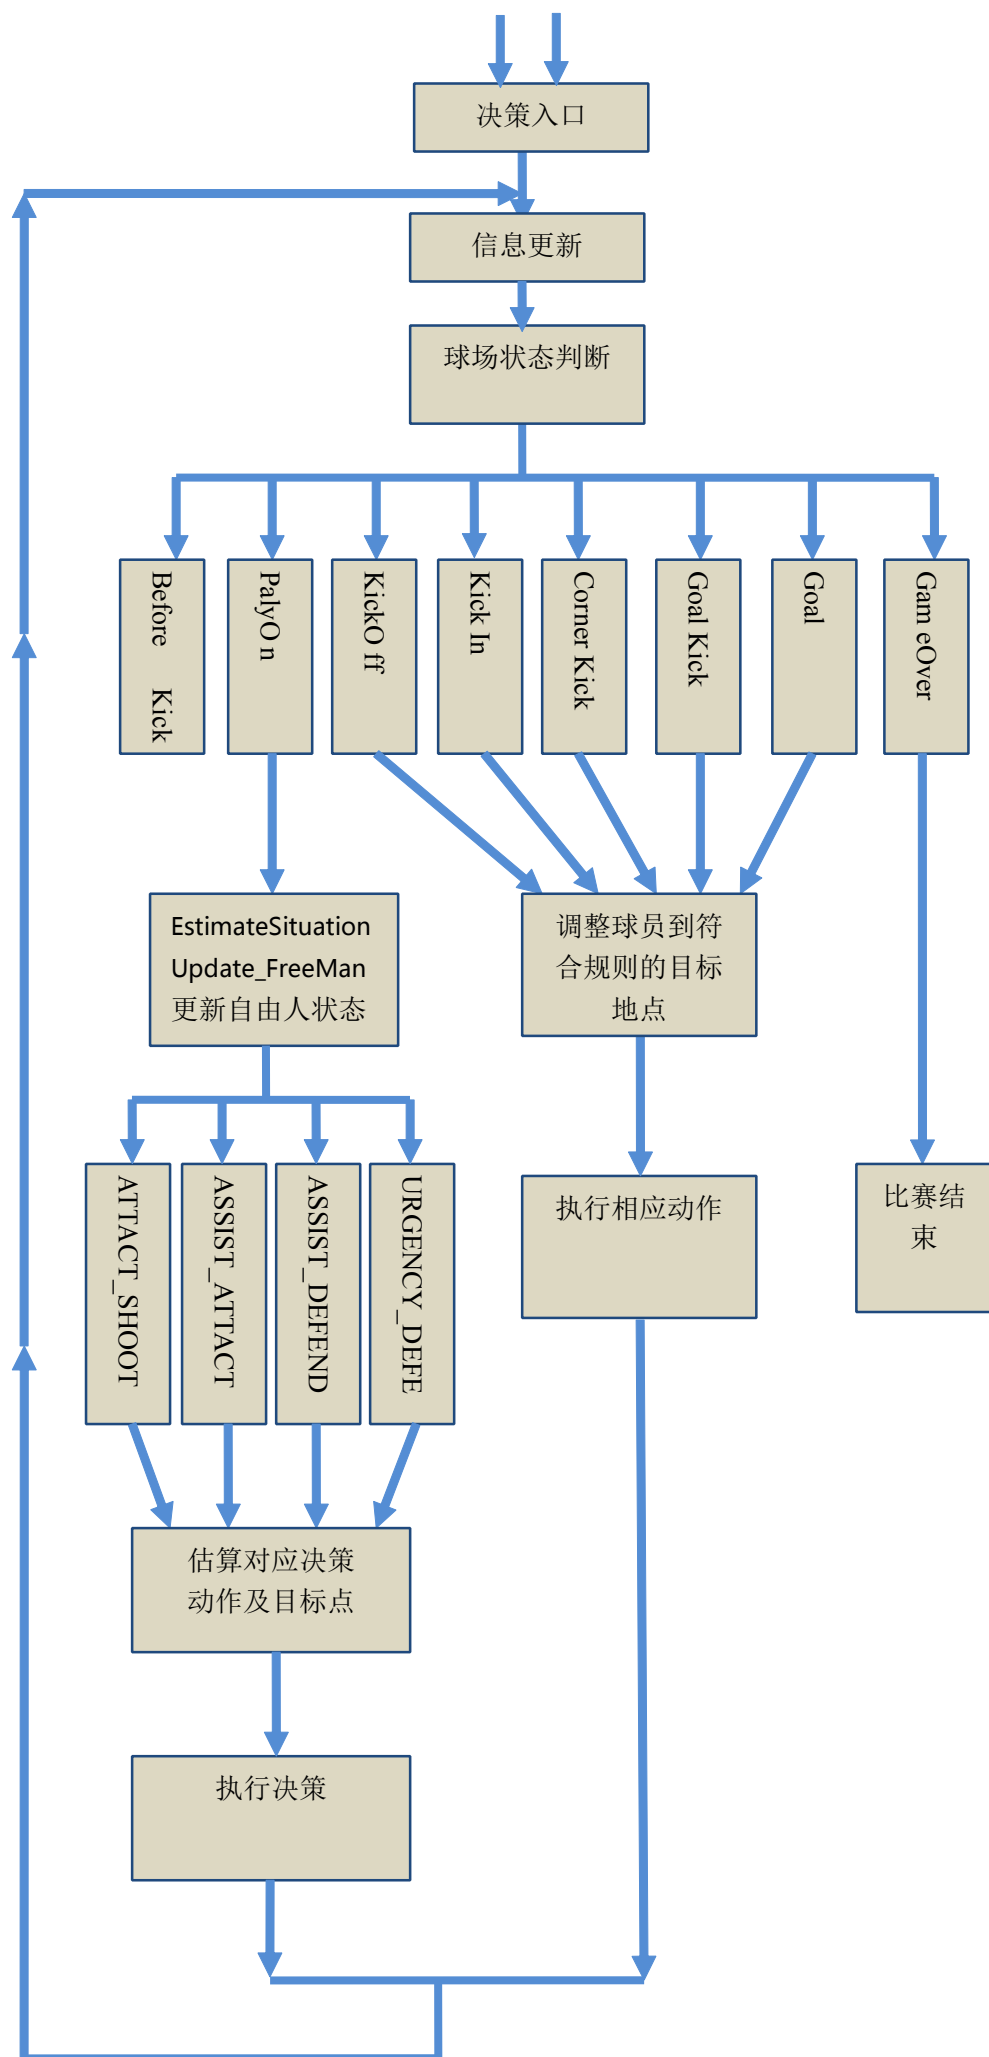 决策入口
信息更新
球场状态判断
Before Kick
PalyO n
KickO ff
Kick In
Corner Kick
Goal Kick
Goal
Gam eOver
EstimateSituation
Update_FreeMan
更新自由人状态
调整球员到符
合规则的目标
地点
ATTACT_SHOOT
ASSIST_ATTACT
ASSIST_DEFEND
URGENCY_DEFE
执行相应动作
比赛结
束
估算对应决策
动作及目标点
执行决策